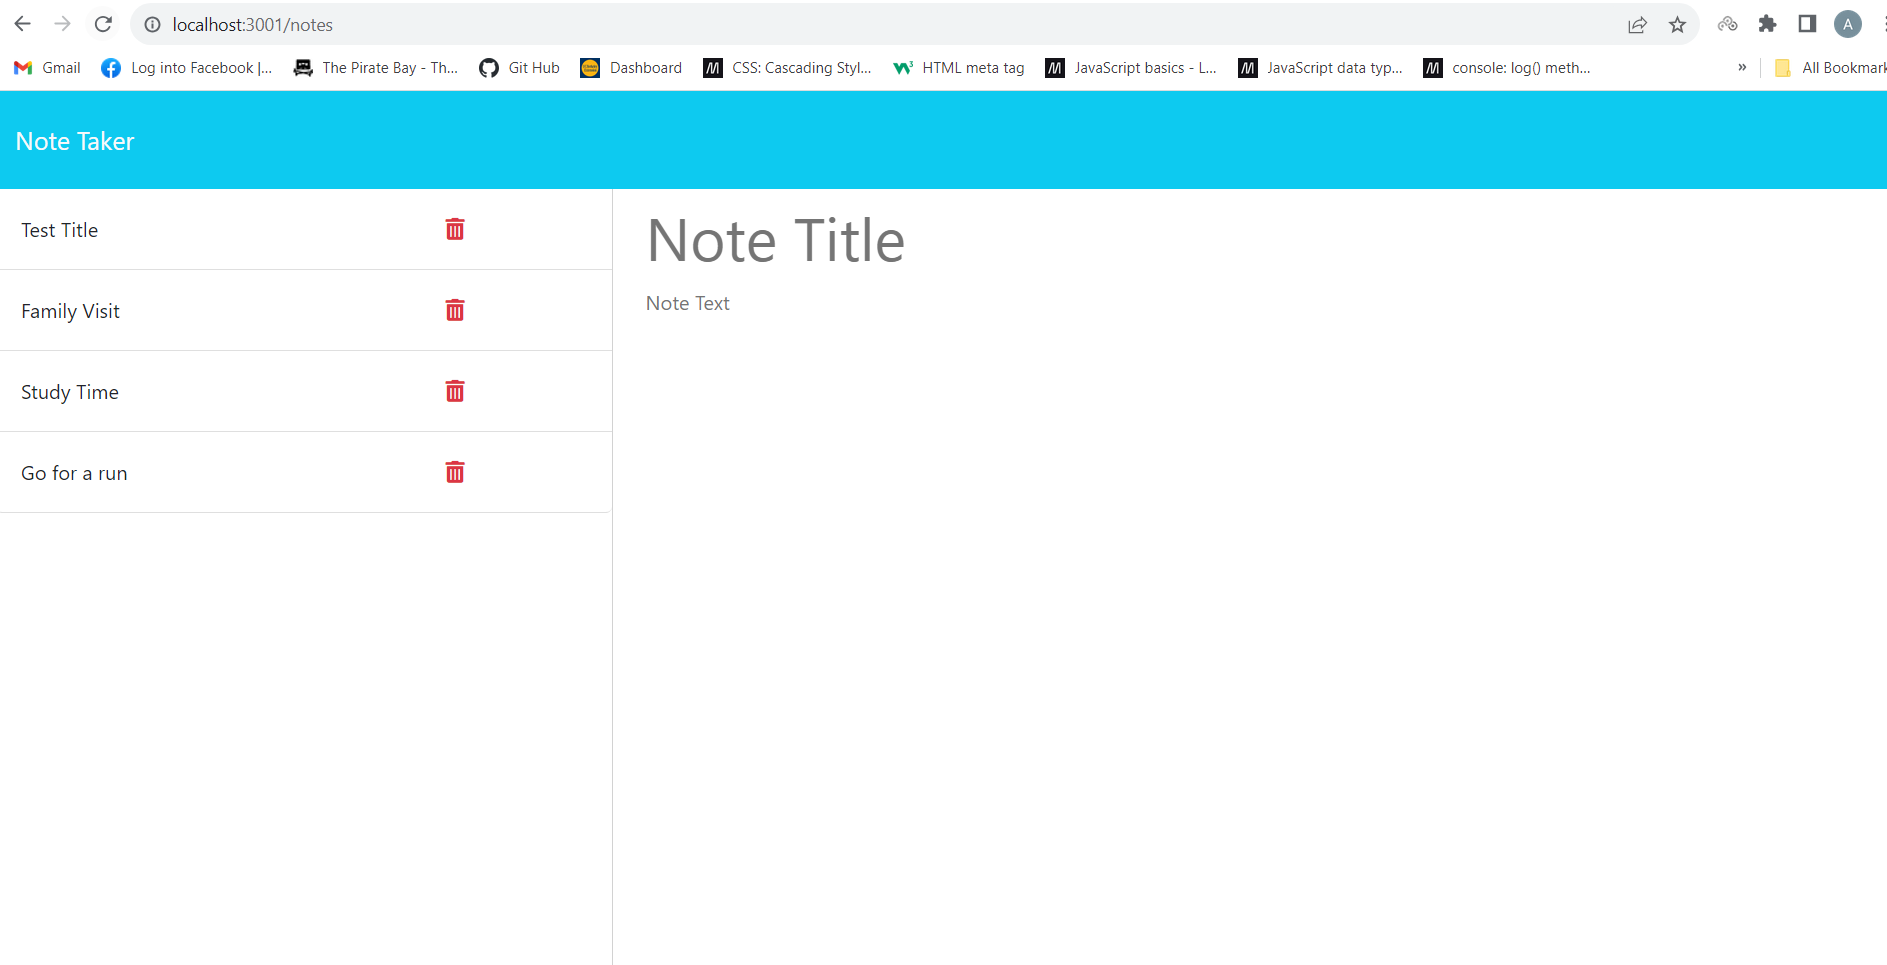 localhost:3001/notes
A
Gmail Log into Facebook |... The Pirate Bay - Th... Git Hub Dashboard CSS: Cascading Styl... HTML meta tag JavaScript basics - L... JavaScript data typ... console: log() meth... » All Bookmark
Note Taker
Test Title
Family Visit
Study Time
Go for a run
Note Title
Note Text